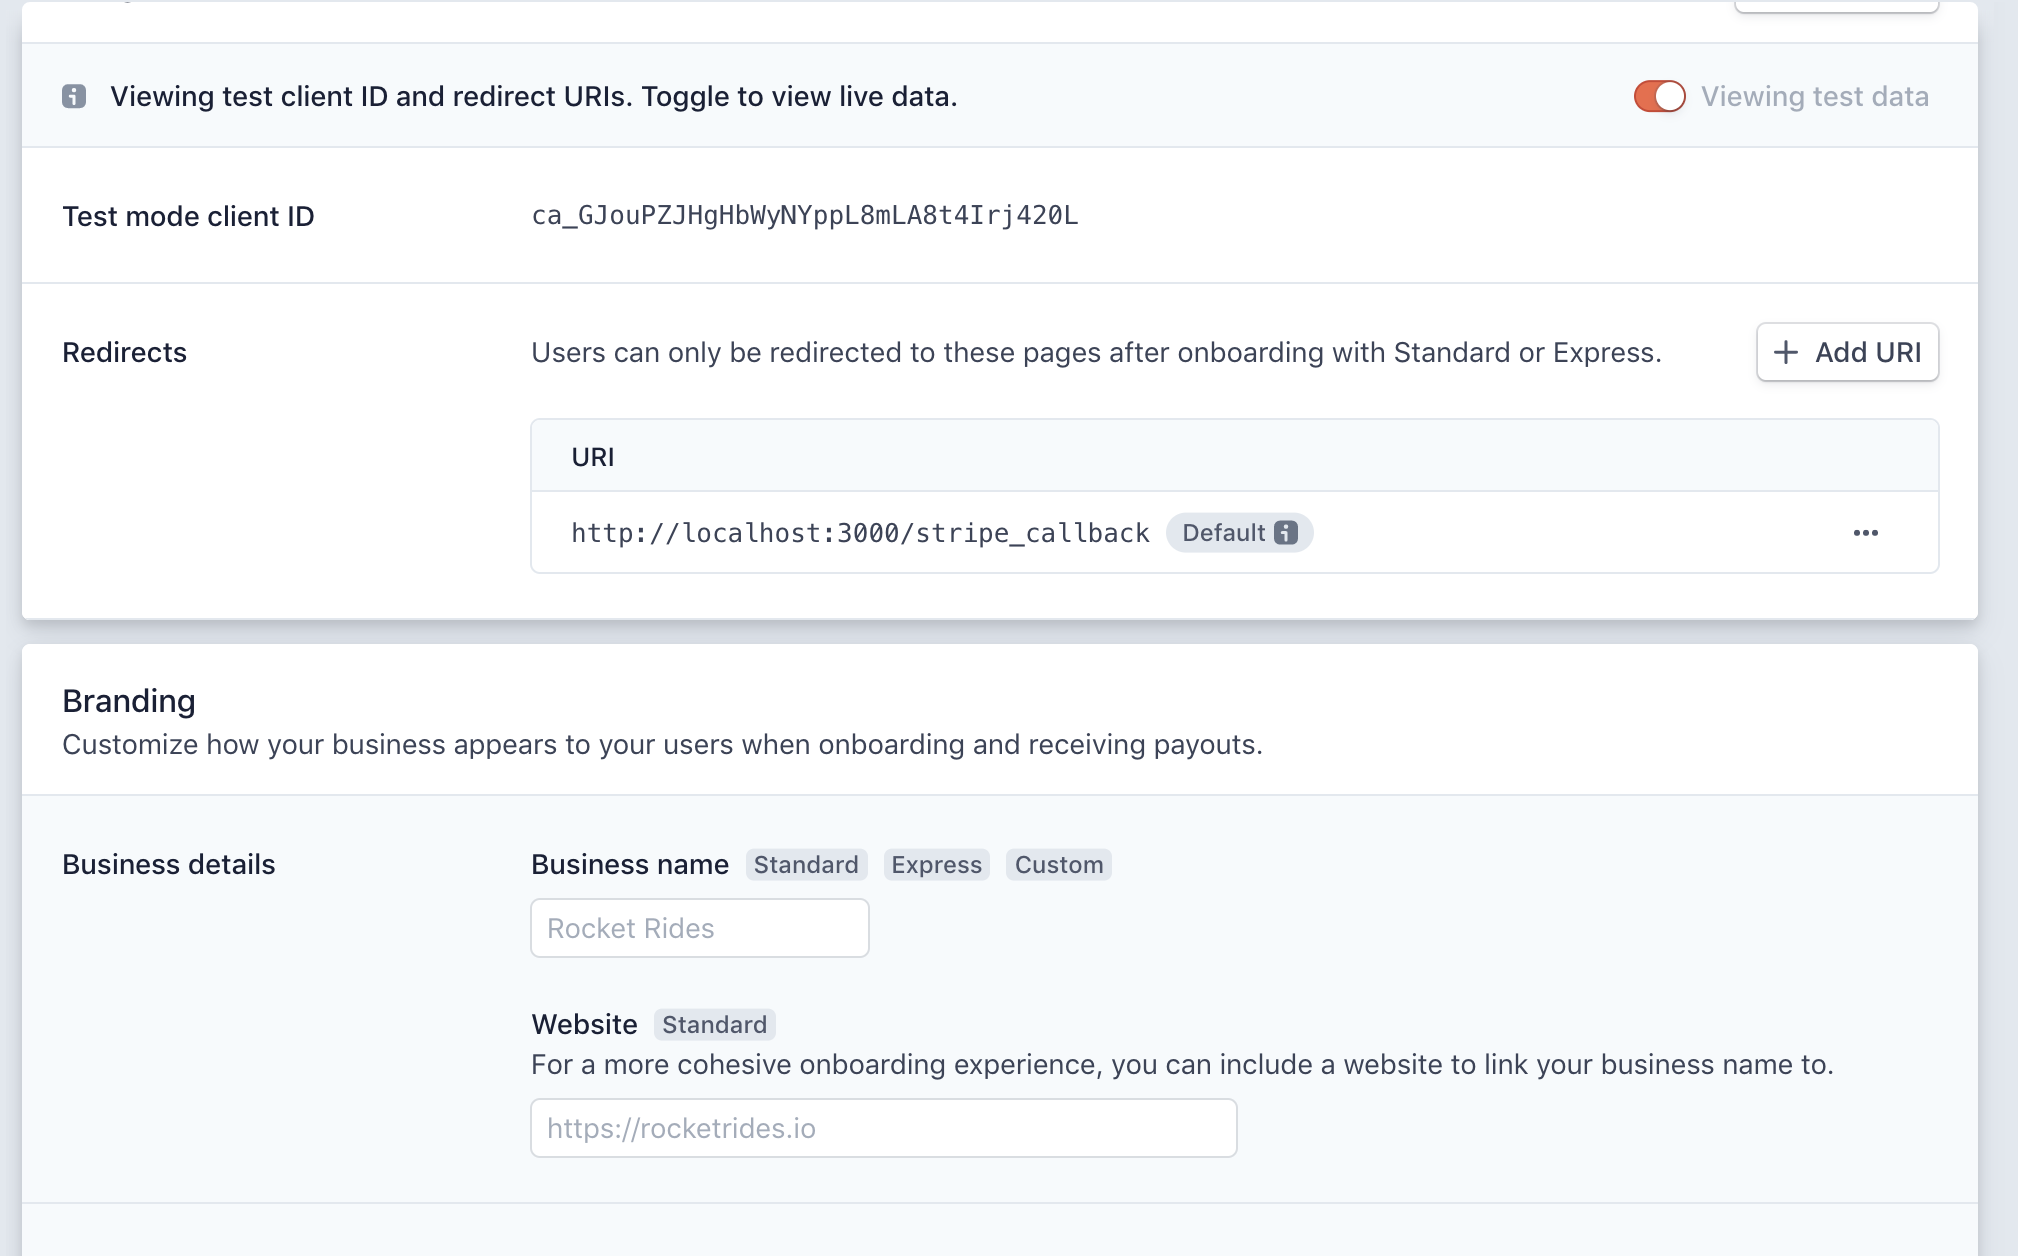 Viewing test client ID and redirect URIs. Toggle to view live data.
Viewing test data
Test mode client ID
ca_GJouPZJHgHbWyNYppL8mLA8t4Irj420L
Redirects
Users can only be redirected to these pages after onboarding with Standard or Express.
+ Add URI
URI
http://localhost:3000/stripe_callback Default
Branding
Customize how your business appears to your users when onboarding and receiving payouts.
Business details
Business name Standard Express Custom
Rocket Rides
Website Standard
For a more cohesive onboarding experience, you can include a website to link your business name to.
https://rocketrides.io